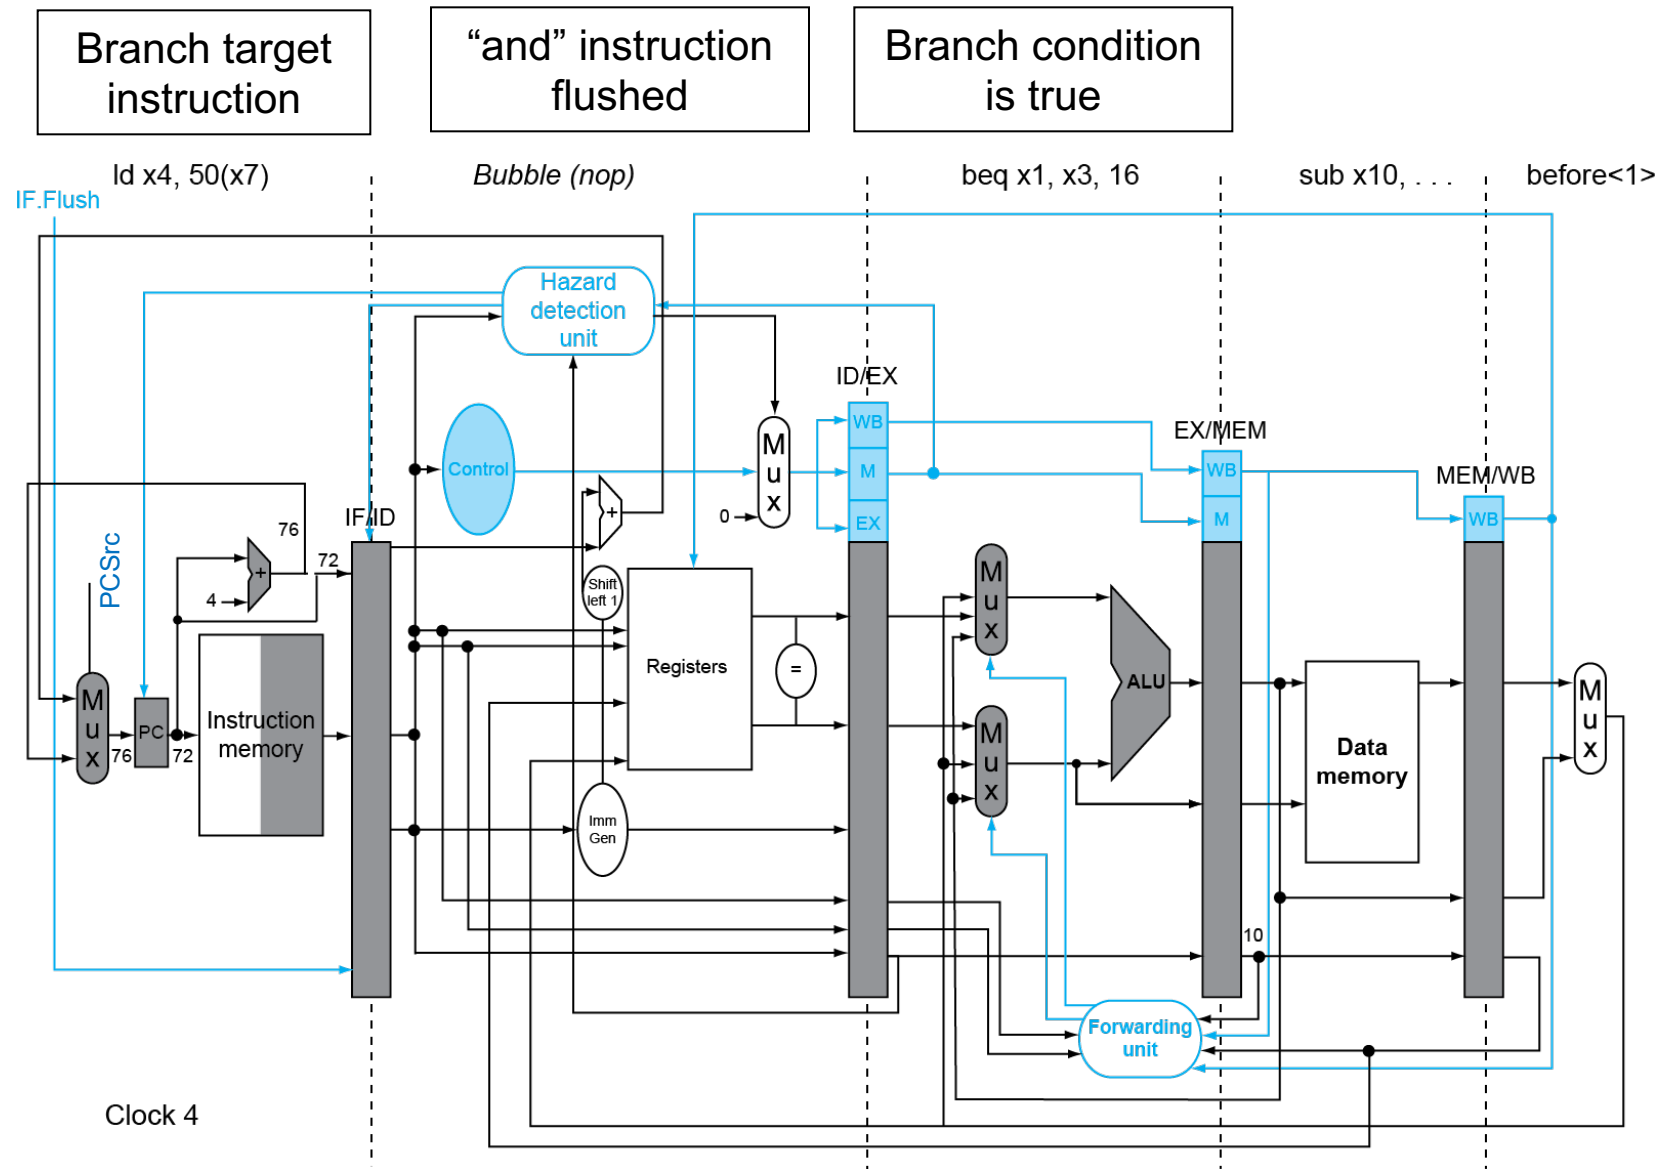 Branch target
instruction
“and” instruction
flushed
Branch condition
is true
ld x4, 50(x7)
Bubble (nop)
beq x1, x3, 16
sub x10, . . .
before<1>
IF.Flush
Hazard
detection
unit
ID/EX
WB
M
EX
EX/MEM
WB
M
MEM/WB
WB
Control
M
u
x
0
+
IF/ID
76
72
PCSrc
+
4
Shift
left 1
M
u
x
76
PC
72
Instruction
memory
Registers
=
Imm
Gen
M
u
x
M
u
x
ALU
Data
memory
M
u
x
10
Forwarding
unit
Clock 4